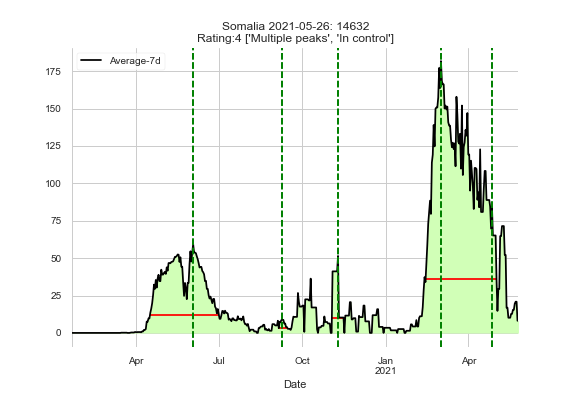 Somalia 2021-05-26: 14632
Rating:4 ['Multiple peaks', 'In control']
Average-7d
175
150
125
100
75
50
25
0
Apr
Jul
Oct
Jan
2021
Apr
Date